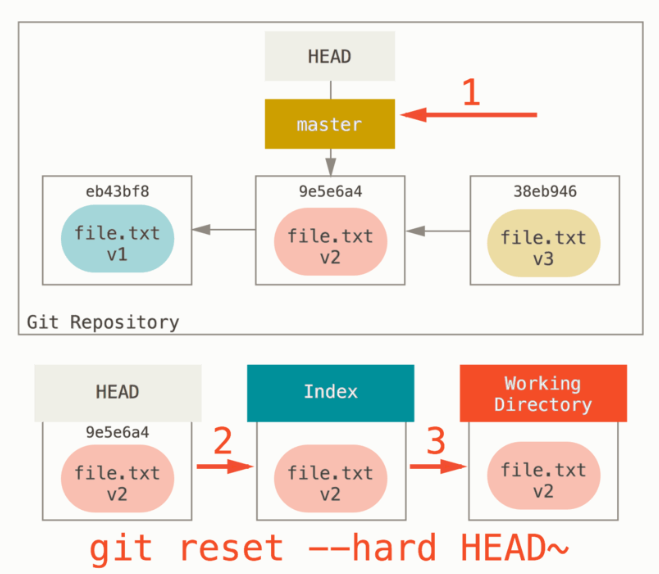 HEAD
1
master
eb43bf8
9e5e6a4
38eb946
file.txt
v1
file.txt
v2
file.txt
v3
Git Repository
HEAD
Index
Working
Directory
9e5e6a4
2
3
file.txt
v2
file.txt
v2
file.txt
v2
git reset --hard HEAD~